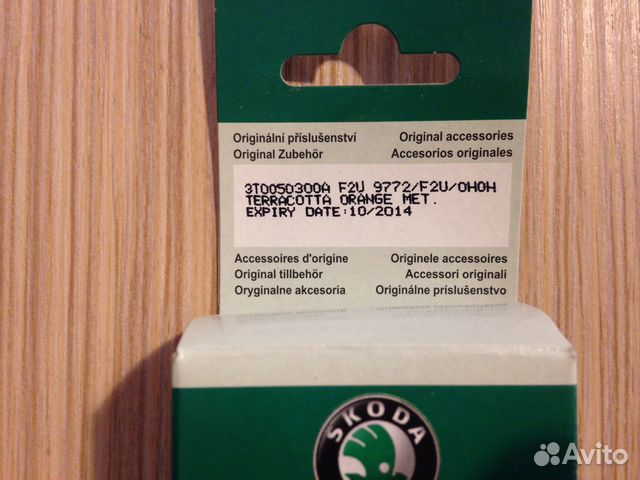 Originální příslušenství Original accessories
Original Zubehör Accesorios originales
3T0050300A F2U 9772/F2U/0H0H
TERRACOTTA ORANGE MET.
EXPIRY DATE:10/2014
Accessoires d'origine Originele accessoires
Original tillbehör Accessori originali
Oryginalne akcesoria Originálne príslušenstvo
SKODA
Avito